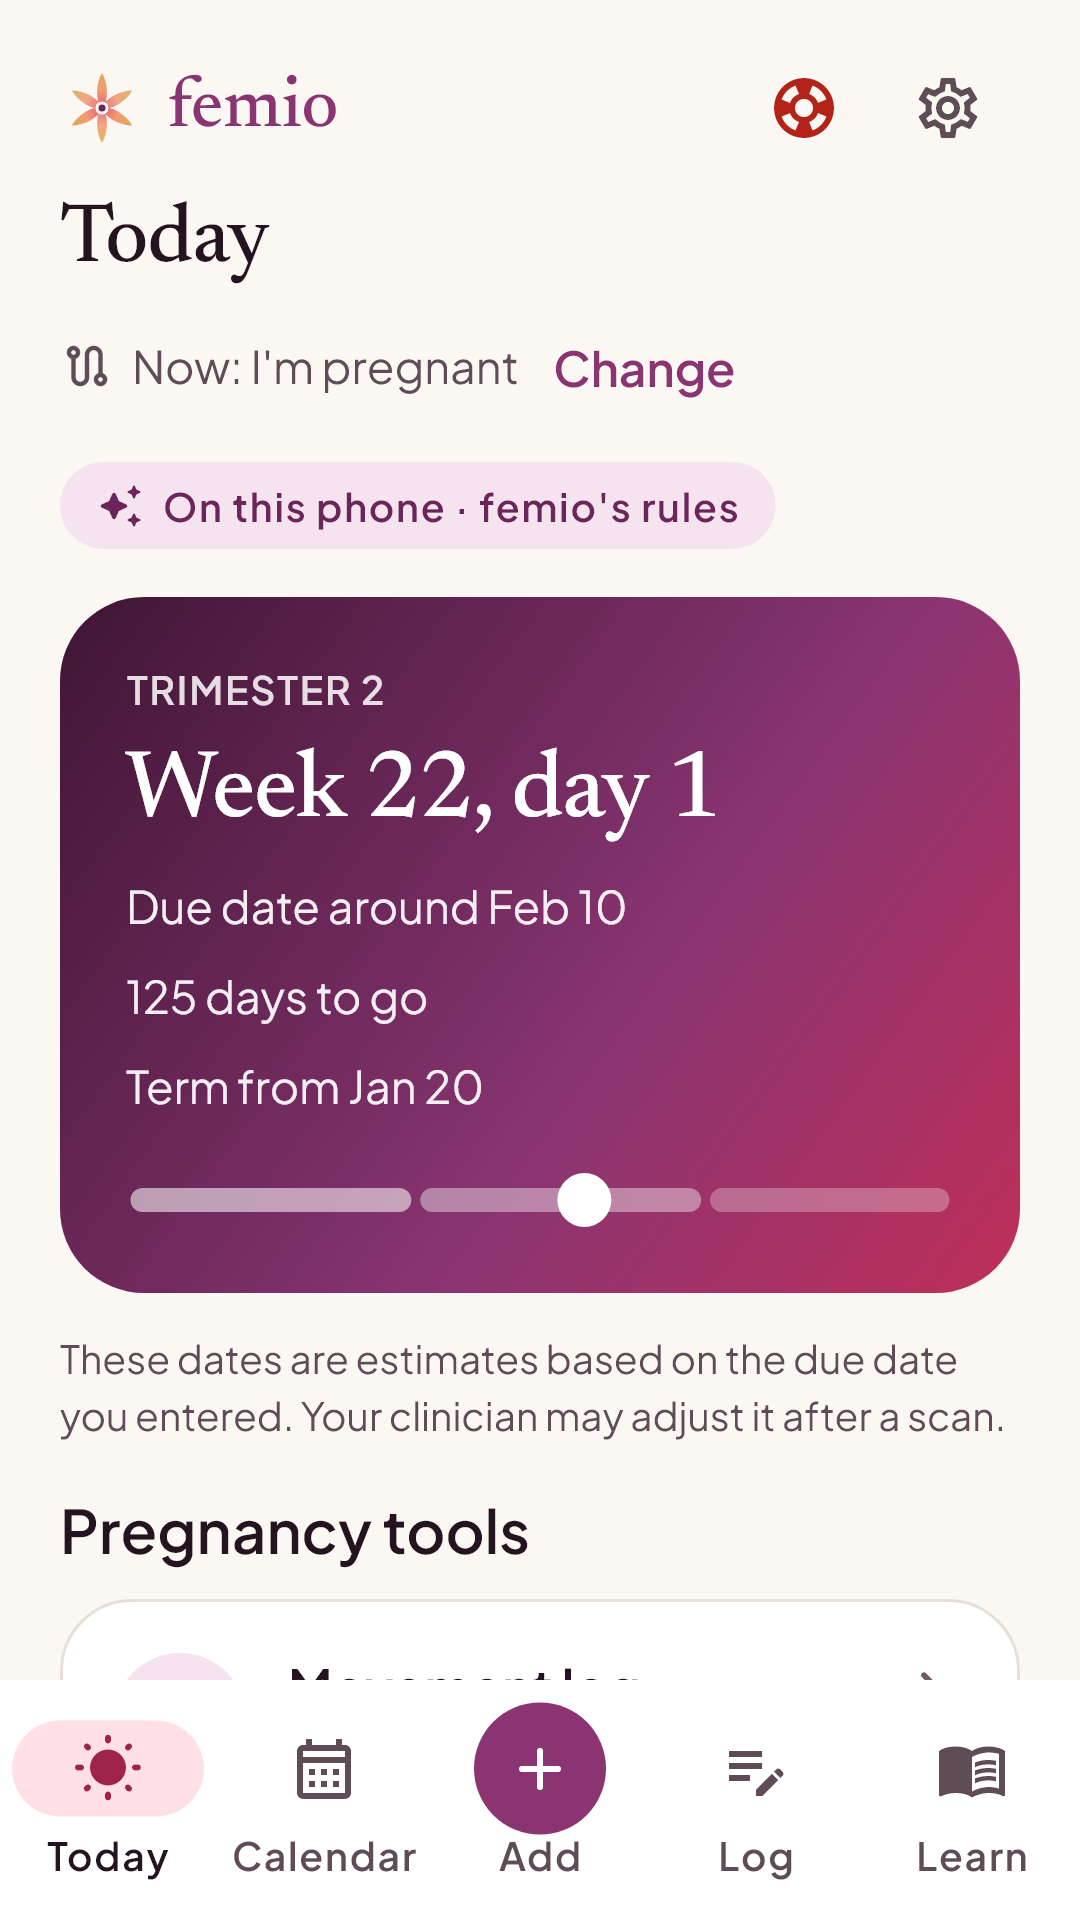 femio
Today
Now: I'm pregnant Change
On this phone · femio's rules
TRIMESTER 2
Week 22, day 1
Due date around Feb 10
125 days to go
Term from Jan 20
These dates are estimates based on the due date
you entered. Your clinician may adjust it after a scan.
Pregnancy tools
Movement log
Today Calendar Add Log Learn